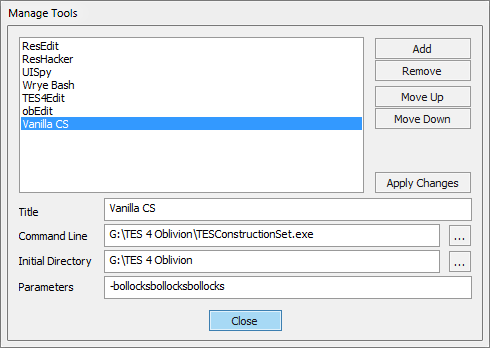 Manage Tools
ResEdit
ResHacker
UISpy
Wrye Bash
TES4Edit
obEdit
Vanilla CS
Add
Remove
Move Up
Move Down
Apply Changes
Title Vanilla CS
Command Line G:\TES 4 Oblivion\TESConstructionSet.exe ...
Initial Directory G:\TES 4 Oblivion ...
Parameters -bollocksbollocksbollocks
Close